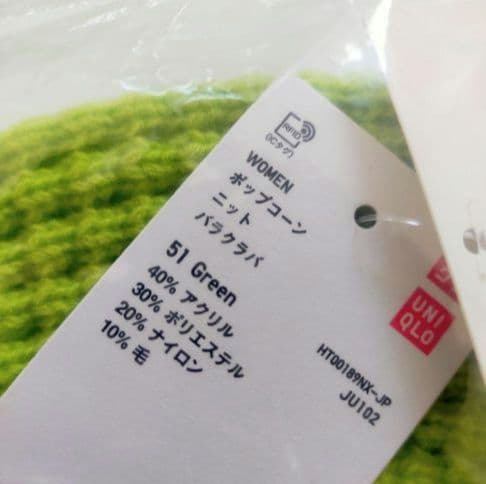 RFID
(ICタグ)
WOMEN
ポップコーン
ニット
バラクラバ
51 Green
40% アクリル
30% ポリエステル
20% ナイロン
10% 毛
UNI
QLO
HT00189NX-JP
JU102